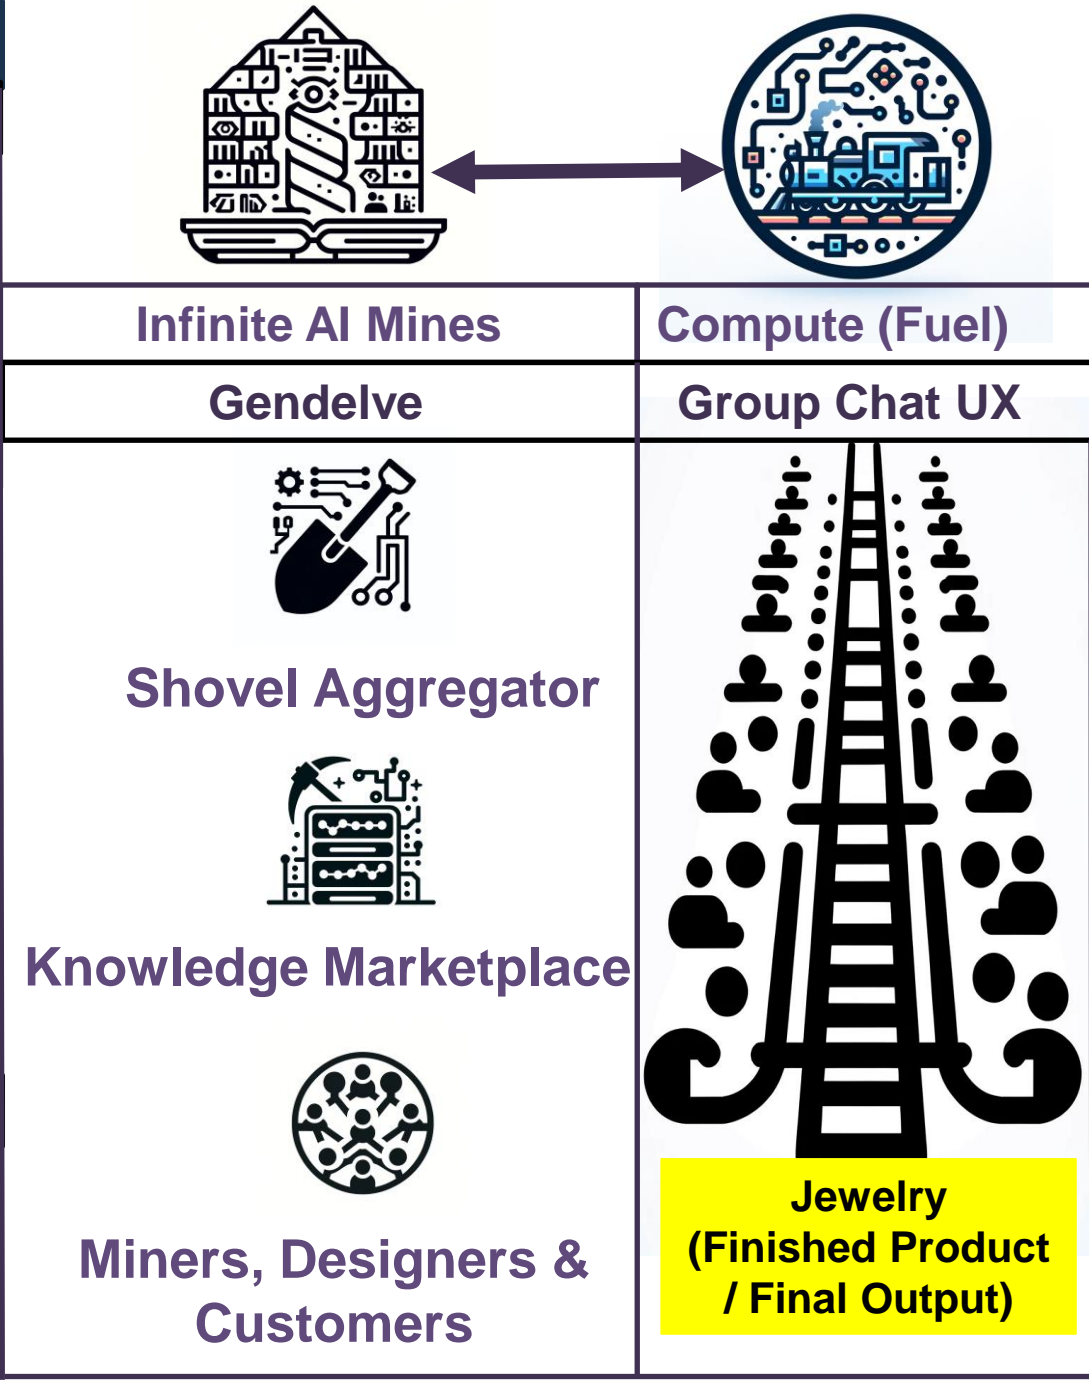 Infinite AI Mines
Compute (Fuel)
Gendelve
Group Chat UX
Shovel Aggregator
Knowledge Marketplace
Miners, Designers &
Customers
Jewelry
(Finished Product
/ Final Output)